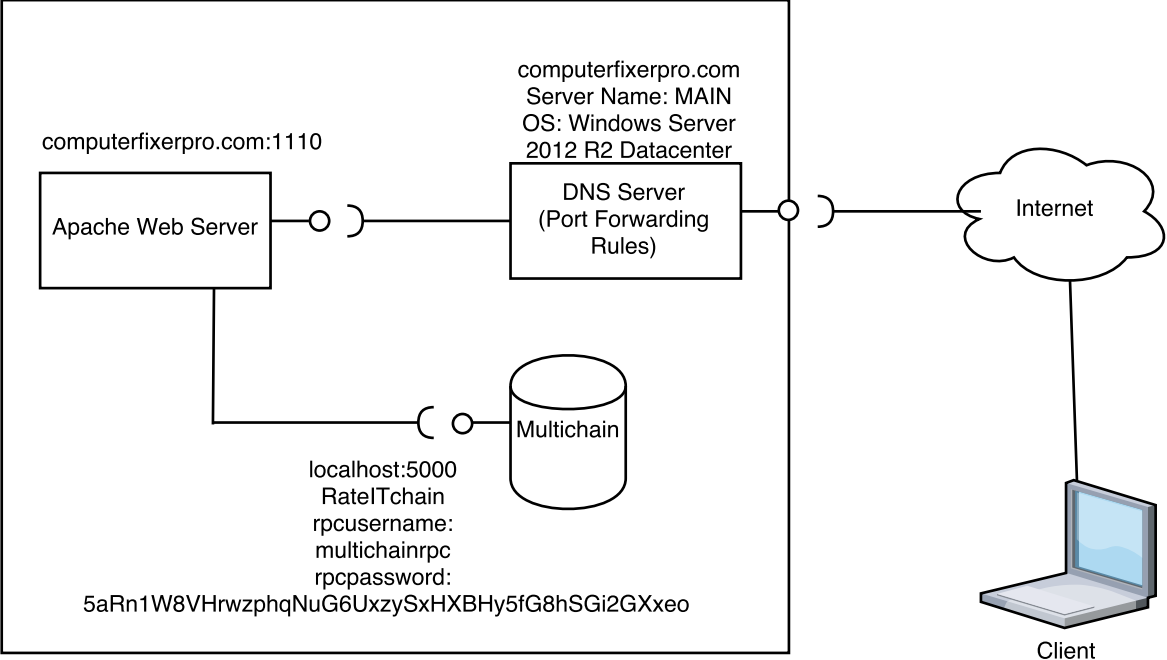 computerfixerpro.com
Server Name: MAIN
OS: Windows Server
2012 R2 Datacenter
computerfixerpro.com:1110
DNS Server
(Port Forwarding
Rules)
Apache Web Server
Internet
Multichain
localhost:5000
RateITchain
rpcusername:
multichainrpc
rpcpassword:
5aRn1W8VHrwzphqNuG6UxzySxHXBHy5fG8hSGi2GXxeo
Client